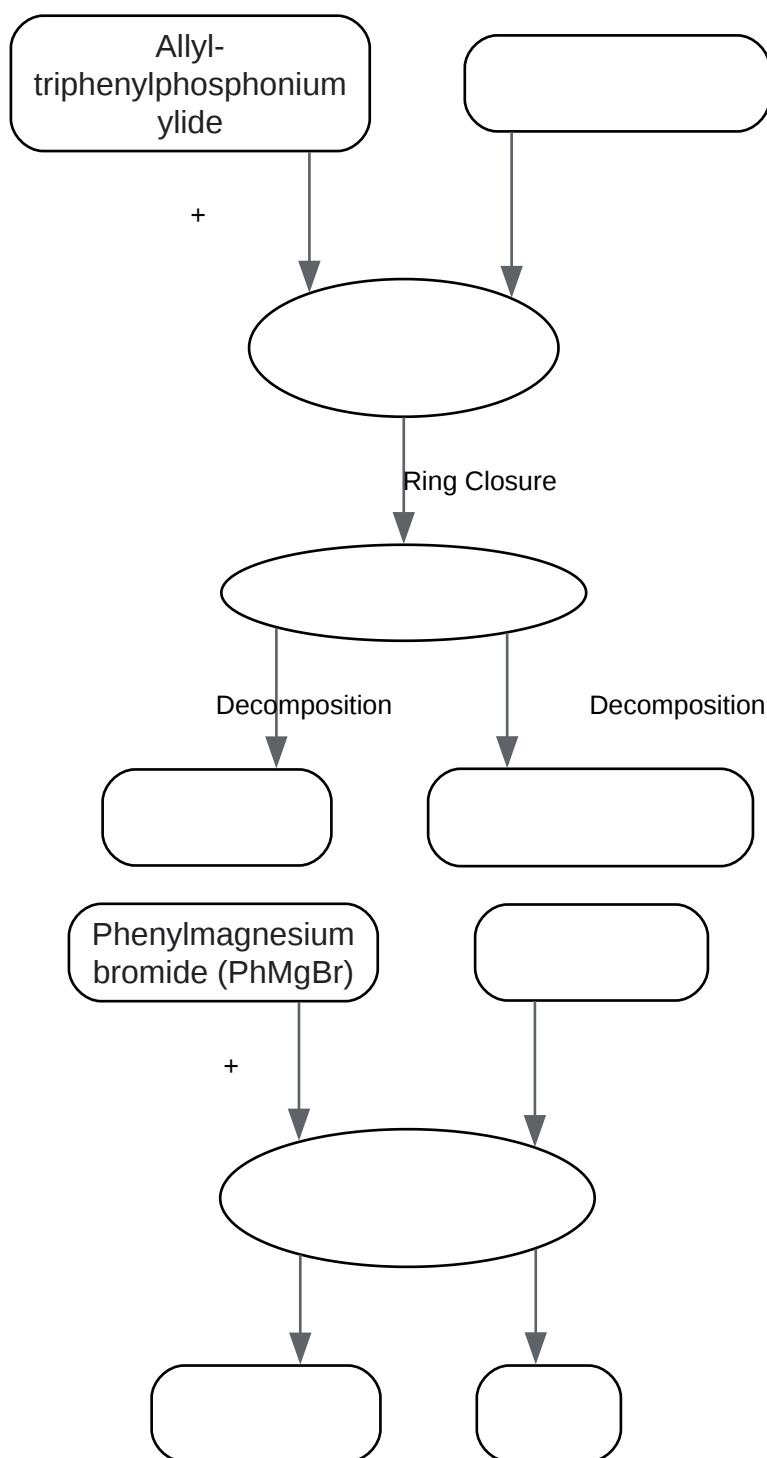 Allyl-
triphenylphosphonium
ylide
+
Ring Closure
Decomposition
Decomposition
Phenylmagnesium
bromide (PhMgBr)
+